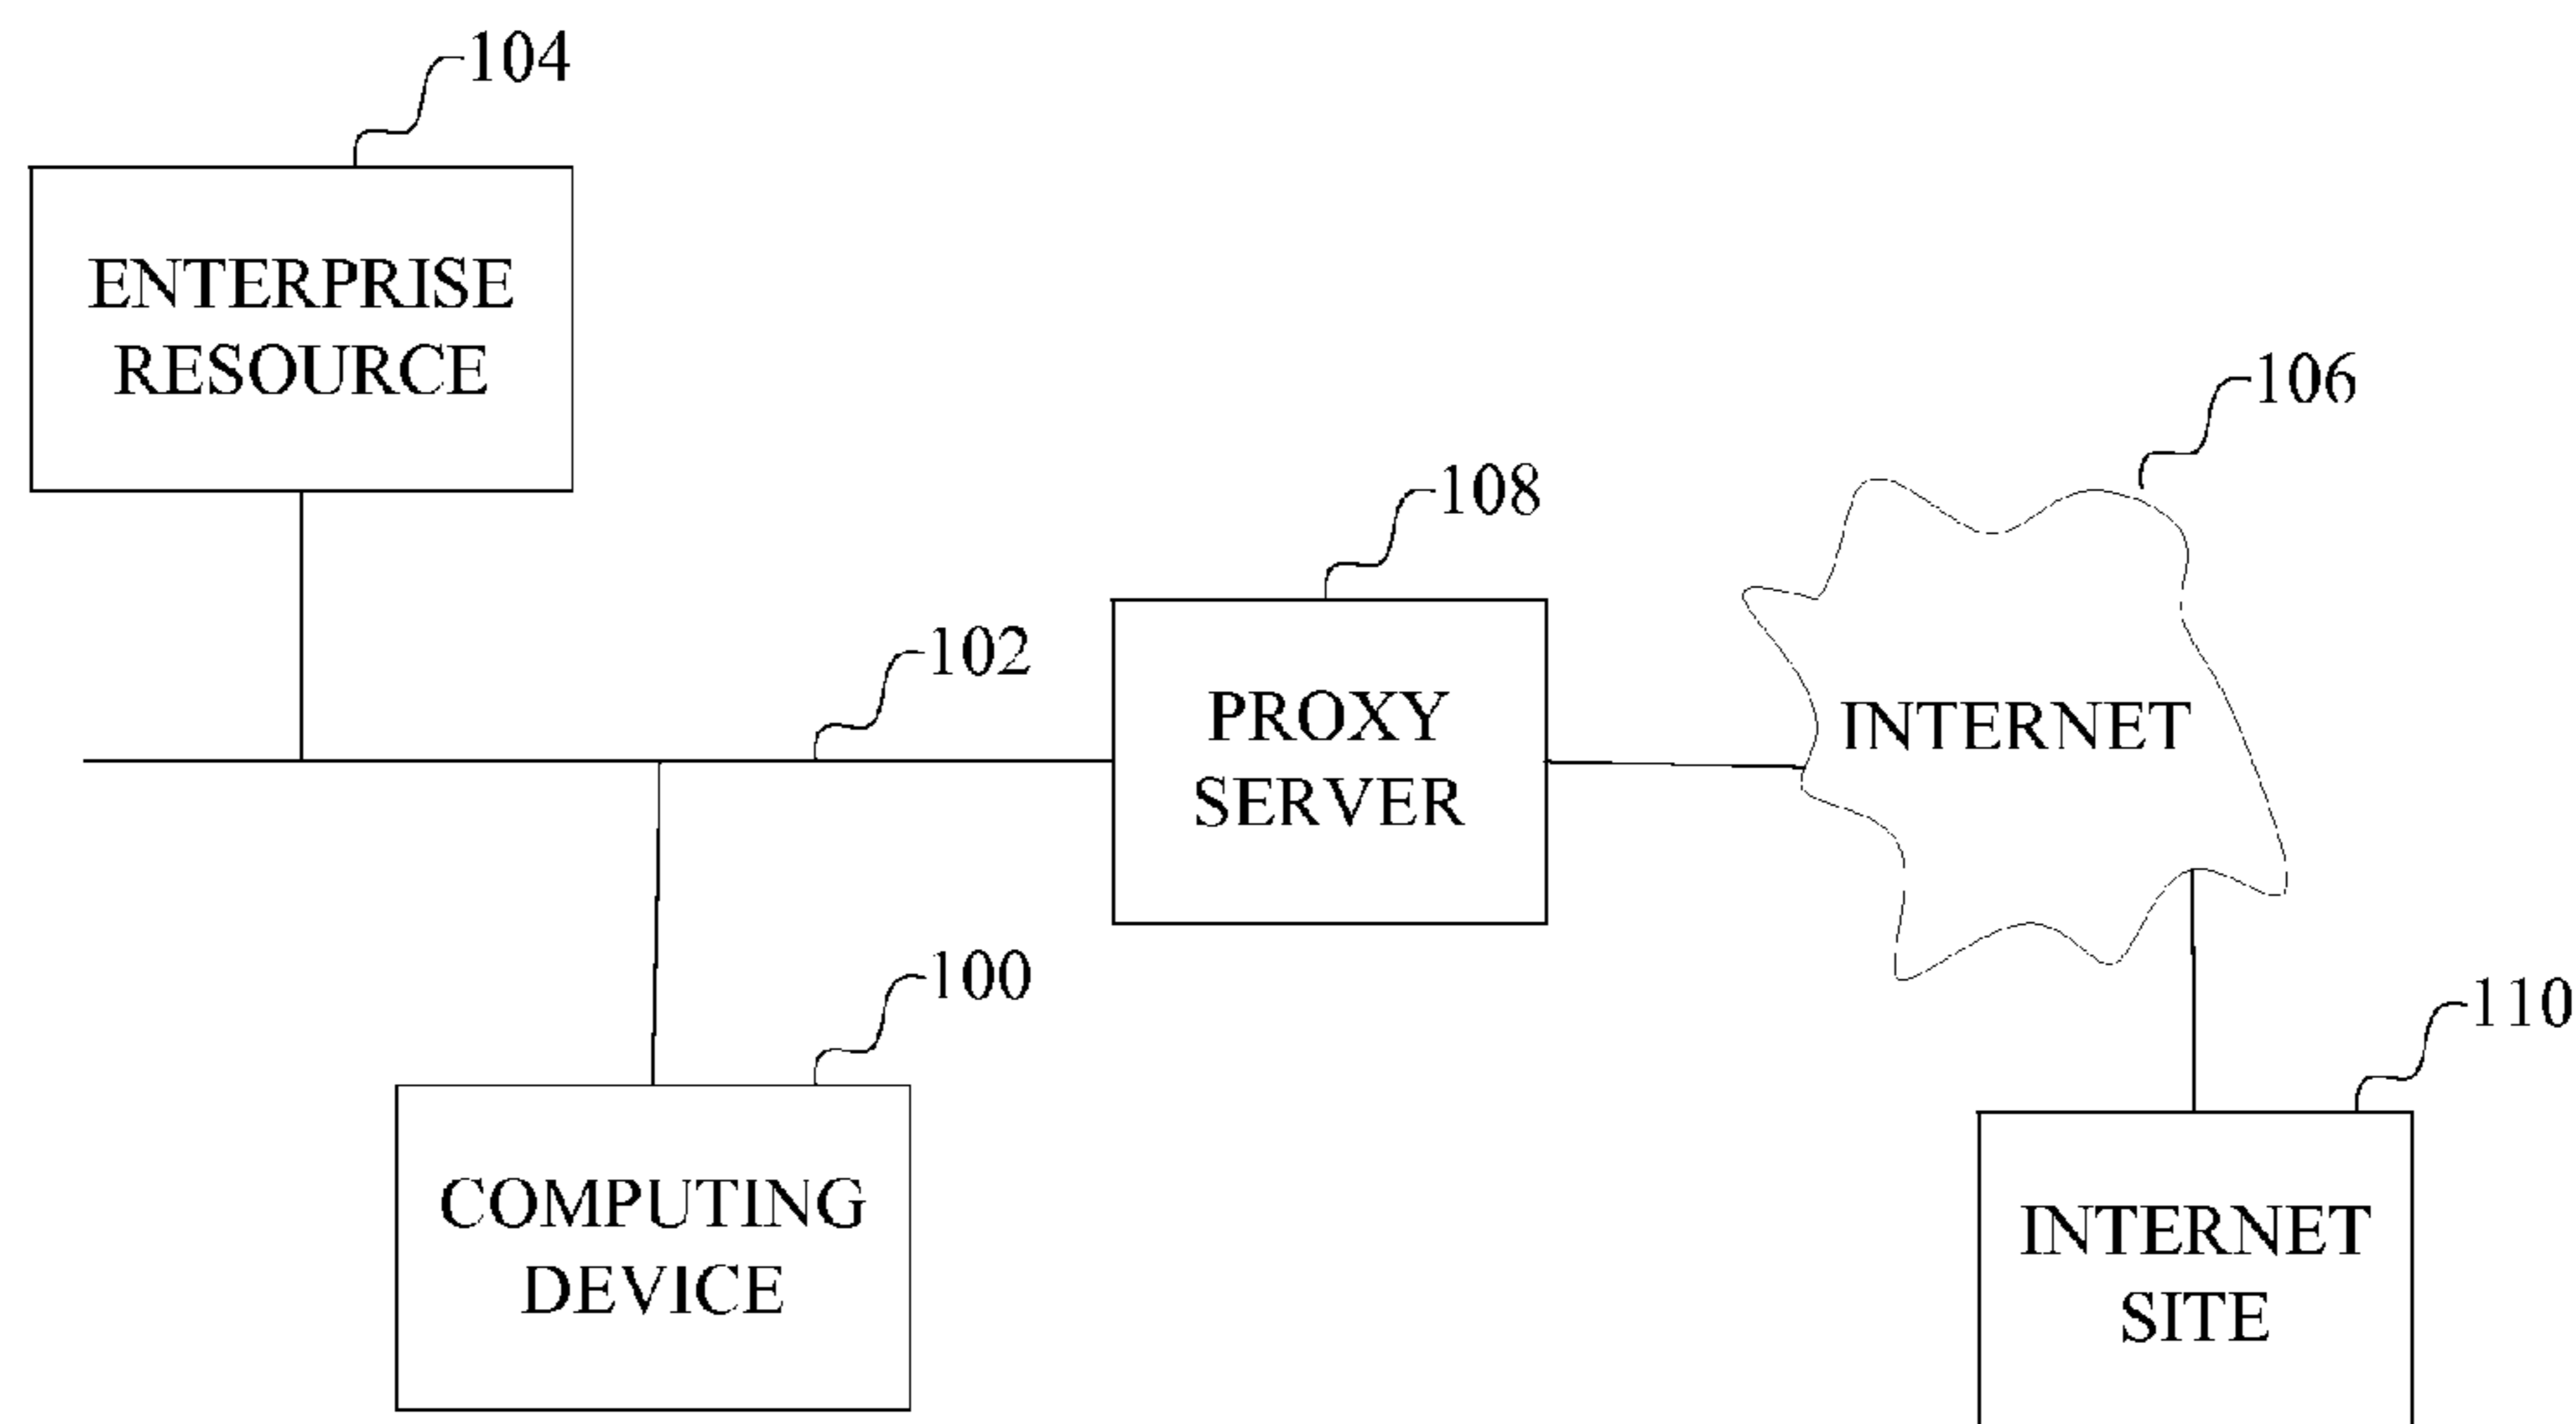 104
ENTERPRISE
RESOURCE
106
108
102
PROXY
SERVER
INTERNET
100
110
COMPUTING
DEVICE
INTERNET
SITE